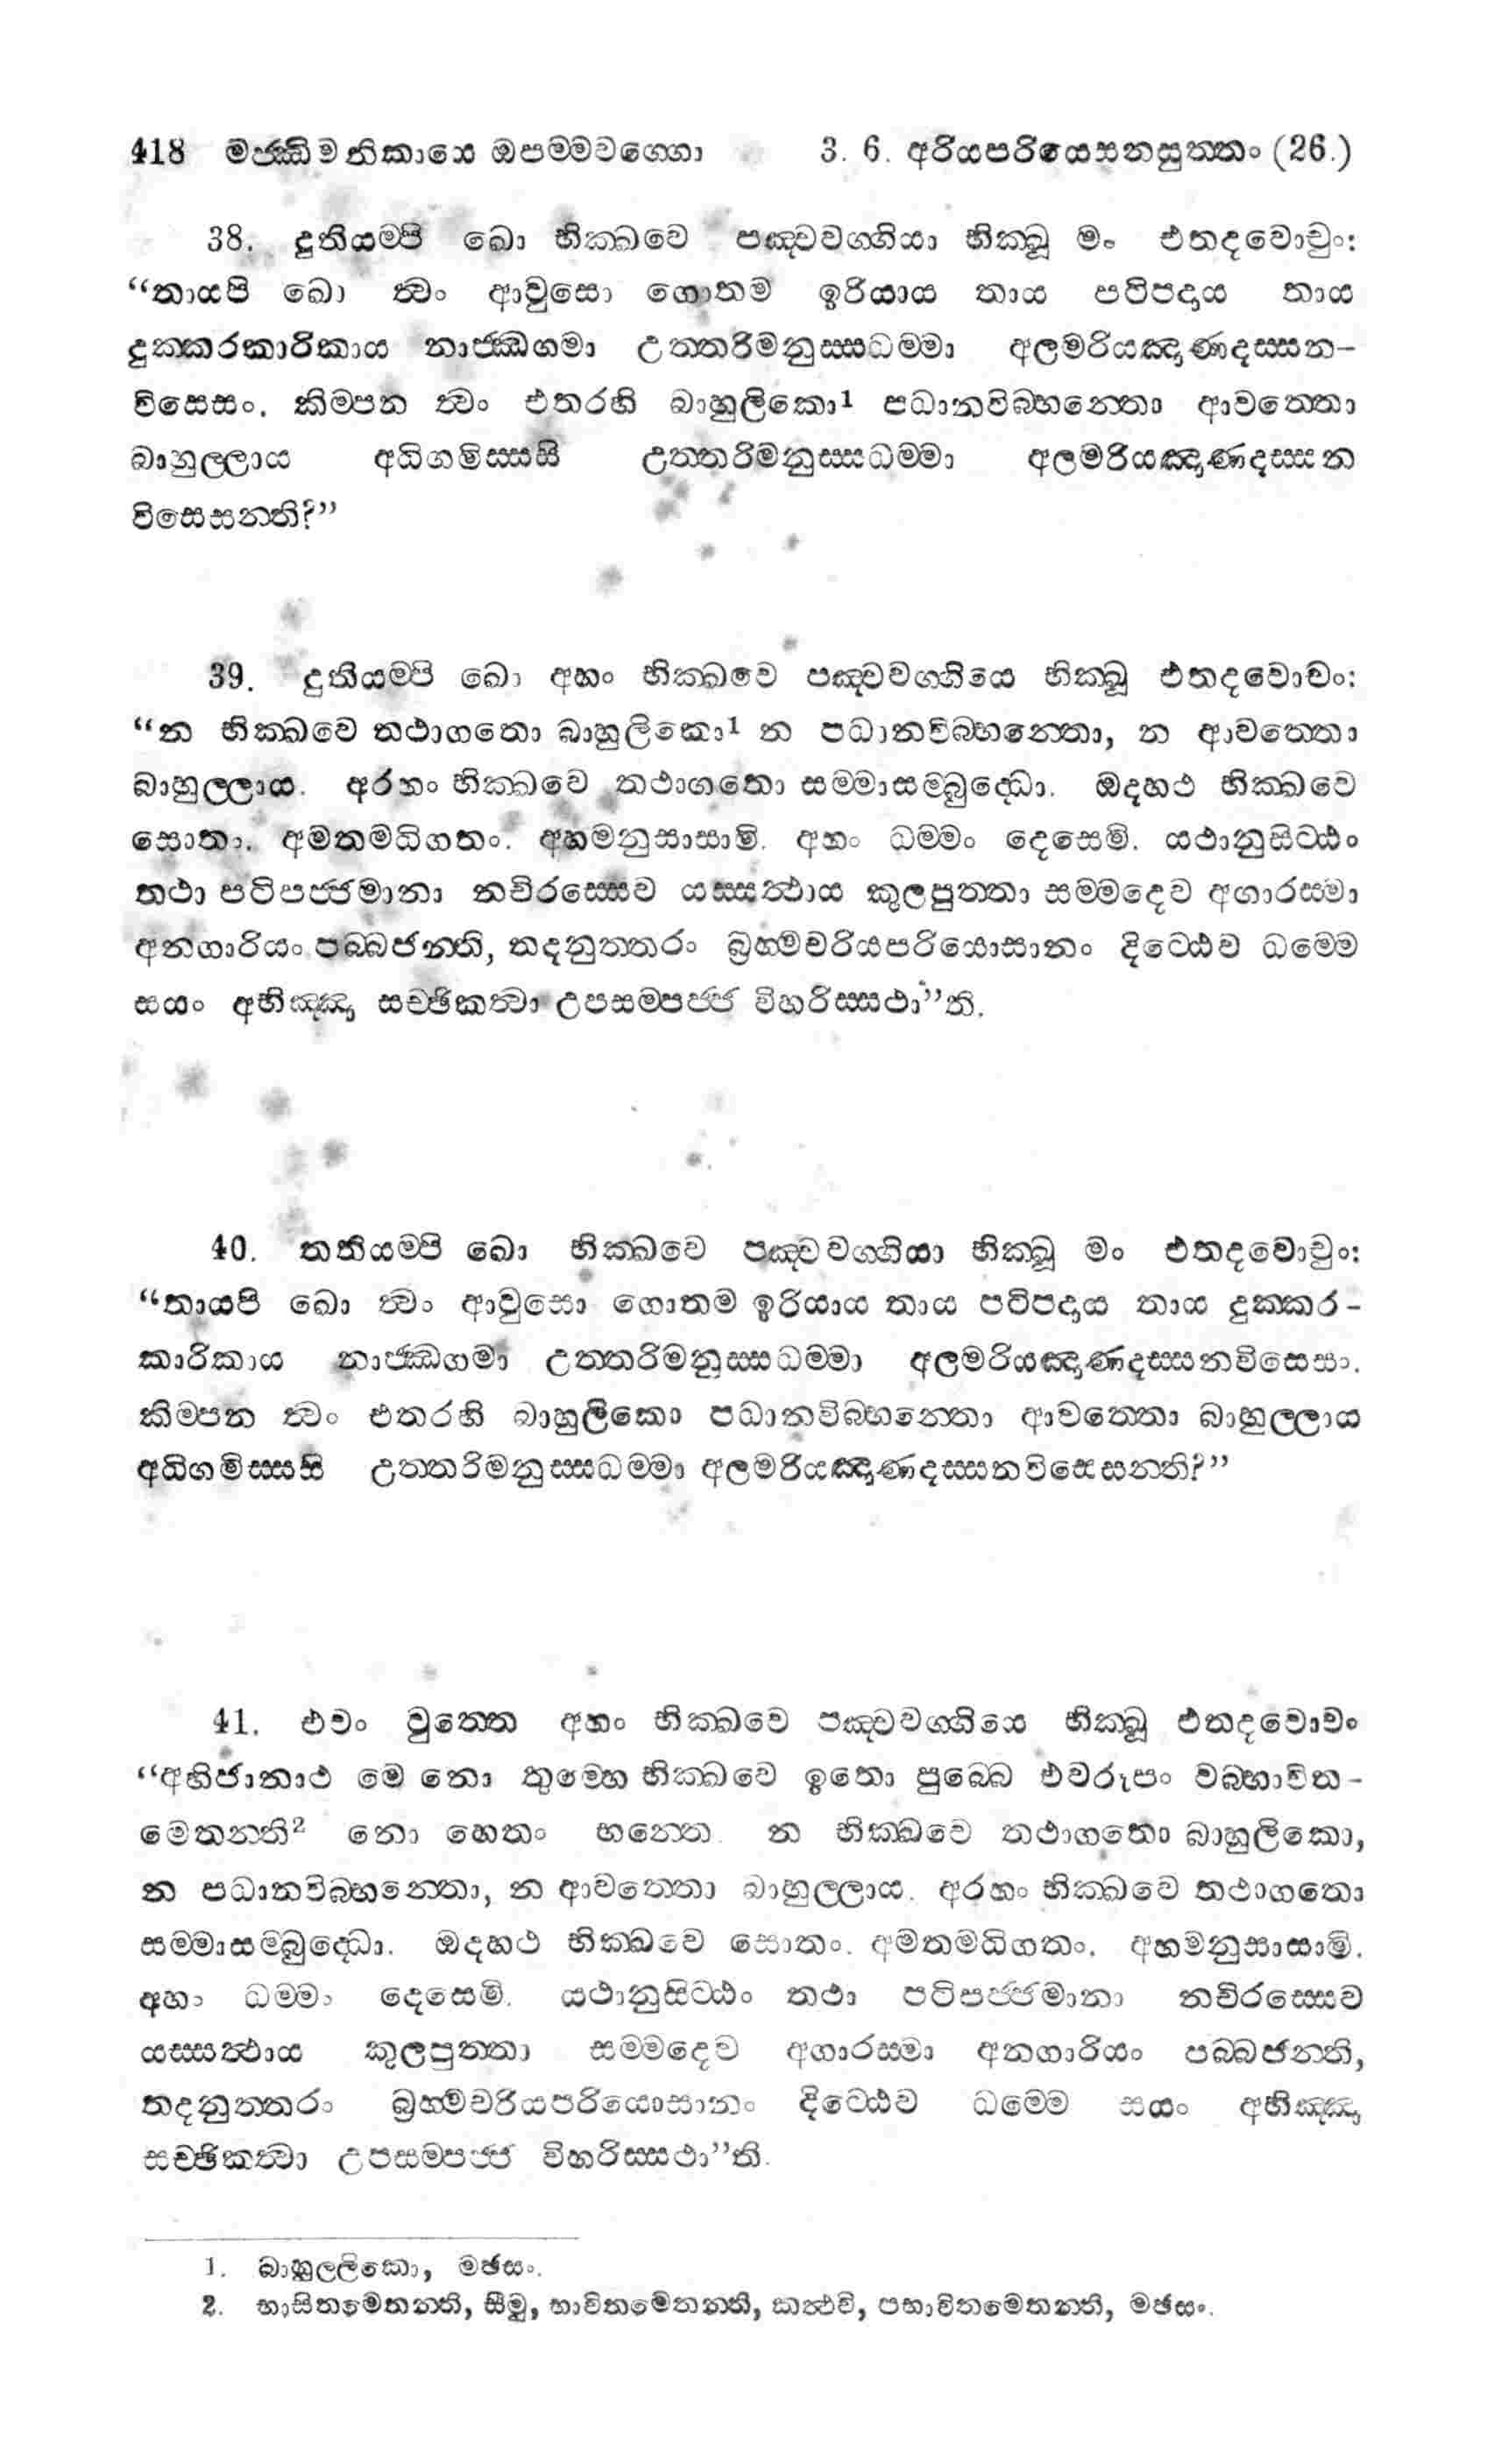 418 මජ්ඣිමනිකායෙ ඔපම්මවග්ගො 3. 6. අරියපරියෙසනසුත්තං (26.)
38. දුතියම්පි ඛො භික්ඛවෙ පඤ්චවග්ගියා භික්ඛූ මං එතදවොචුං:
“තායපි ඛො ත්වං ආවුසො ගොතම ඉරියාය තාය පටිපදාය තාය
දුක්කරකාරිකාය නාජ්ඣගමා උත්තරිමනුස්සධම්මා අලමරියඤාණදස්සන-
විසෙසං. කිම්පන ත්වං එතරහි බාහුලිකො1 පධානවිබ්භන්තො ආවත්තො
බාහුල්ලාය අධිගමිස්සසි උත්තරිමනුස්සධම්මා අලමරියඤාණදස්සන
විසෙසන්ති?”
39. දුතියම්පි ඛො අහං භික්ඛවෙ පඤ්චවග්ගියෙ භික්ඛූ එතදවොචං:
“න භික්ඛවෙ තථාගතො බාහුලිකො1 න පධානවිබ්භන්තො, න ආවත්තො
බාහුල්ලාය. අරහං භික්ඛවෙ තථාගතො සම්මාසම්බුද්ධො. ඔදහථ භික්ඛවෙ
සොතං. අමතමධිගතං. අහමනුසාසාමි. අහං ධම්මං දෙසෙමි. යථානුසිට්ඨං
තථා පටිපජ්ජමානා නචිරස්සෙව යස්සත්ථාය කුලපුත්තා සම්මදෙව අගාරස්මා
අනගාරියං පබ්බජන්ති, තදනුත්තරං බ්‍රහ්මචරියපරියොසානං දිට්ඨෙව ධම්මෙ
සයං අභිඤ්ඤා සච්ඡිකත්වා උපසම්පජ්ජ විහරිස්සථා”ති.
40. තතියම්පි ඛො භික්ඛවෙ පඤ්චවග්ගියා භික්ඛූ මං එතදවොචුං:
“තායපි ඛො ත්වං ආවුසො ගොතම ඉරියාය තාය පටිපදාය තාය දුක්කර-
කාරිකාය නාජ්ඣගමා උත්තරිමනුස්සධම්මා අලමරියඤාණදස්සනවිසෙසං.
කිම්පන ත්වං එතරහි බාහුලිකො පධානවිබ්භන්තො ආවත්තො බාහුල්ලාය
අධිගමිස්සසි උත්තරිමනුස්සධම්මා අලමරියඤාණදස්සනවිසෙසන්ති?”
41. එවං වුත්තෙ අහං භික්ඛවෙ පඤ්චවග්ගියෙ භික්ඛූ එතදවොචං
“අභිජානාථ මෙ නො තුම්හෙ භික්ඛවෙ ඉතො පුබ්බෙ එවරූපං වබ්භාචිත-
මෙතන්ති2 නො හෙතං භන්තෙ. න භික්ඛවෙ තථාගතො බාහුලිකො,
න පධානවිබ්භන්තො, න ආවත්තො බාහුල්ලාය. අරහං භික්ඛවෙ තථාගතො
සම්මාසම්බුද්ධො. ඔදහථ භික්ඛවෙ සොතං. අමතමධිගතං. අහමනුසාසාමි.
අහං ධම්මං දෙසෙමි. යථානුසිට්ඨං තථා පටිපජ්ජමානා නචිරස්සෙව
යස්සත්ථාය කුලපුත්තා සම්මදෙව අගාරස්මා අනගාරියං පබ්බජන්ති,
තදනුත්තරං බ්‍රහ්මචරියපරියොසානං දිට්ඨෙව ධම්මෙ සයං අභිඤ්ඤා
සච්ඡිකත්වා උපසම්පජ්ජ විහරිස්සථා”ති.
1. බාහුල්ලිකො, මඡසං.
2. භාසිතමෙතන්ති, සීමු, භාවිතමෙතන්ති, කත්ථචි, පභාවිතමෙතන්ති, මඡසං.